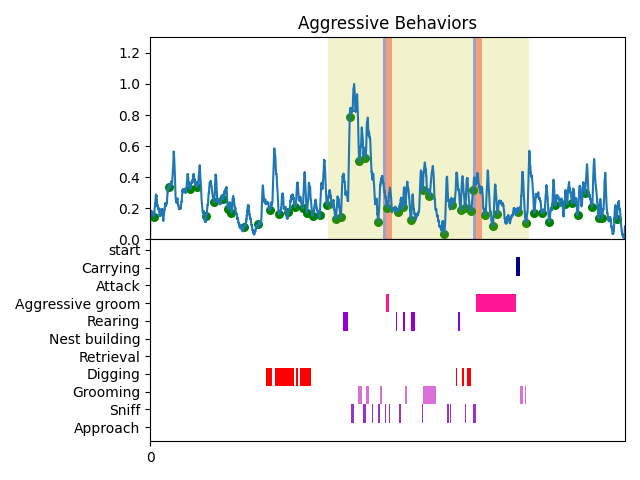 Aggressive Behaviors
1.2
1.0
0.8
0.6
0.4
0.2
0.0
start
Carrying
Attack
Aggressive groom
Rearing
Nest building
Retrieval
Digging
Grooming
Sniff
Approach
0